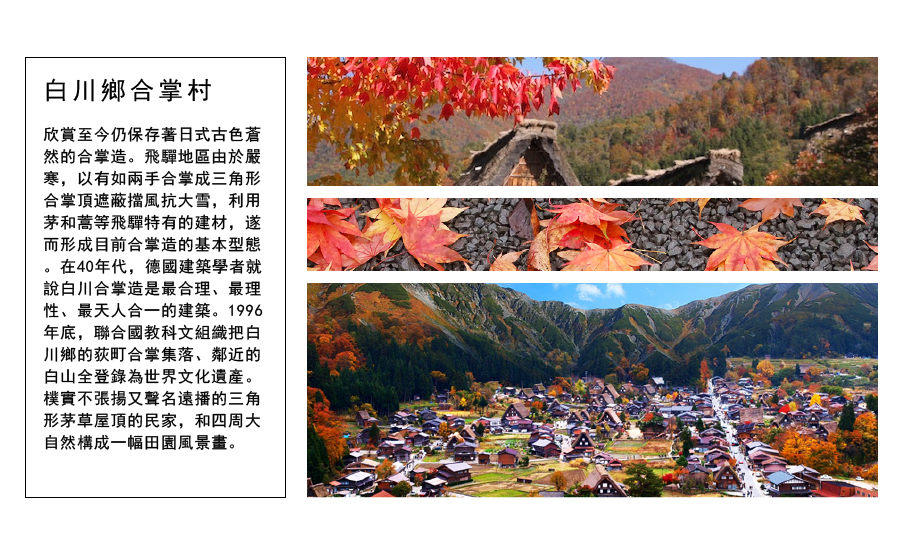 白川鄉合掌村
欣賞至今仍保存著日式古色蒼
然的合掌造。飛驒地區由於嚴
寒，以有如兩手合掌成三角形
合掌頂遮蔽擋風抗大雪，利用
茅和蒿等飛驒特有的建材，遂
而形成目前合掌造的基本型態
。在40年代，德國建築學者就
說白川合掌造是最合理、最理
性、最天人合一的建築。1996
年底，聯合國教科文組織把白
川鄉的荻町合掌集落、鄰近的
白山全登錄為世界文化遺產。
樸實不張揚又聲名遠播的三角
形茅草屋頂的民家，和四周大
自然構成一幅田園風景畫。